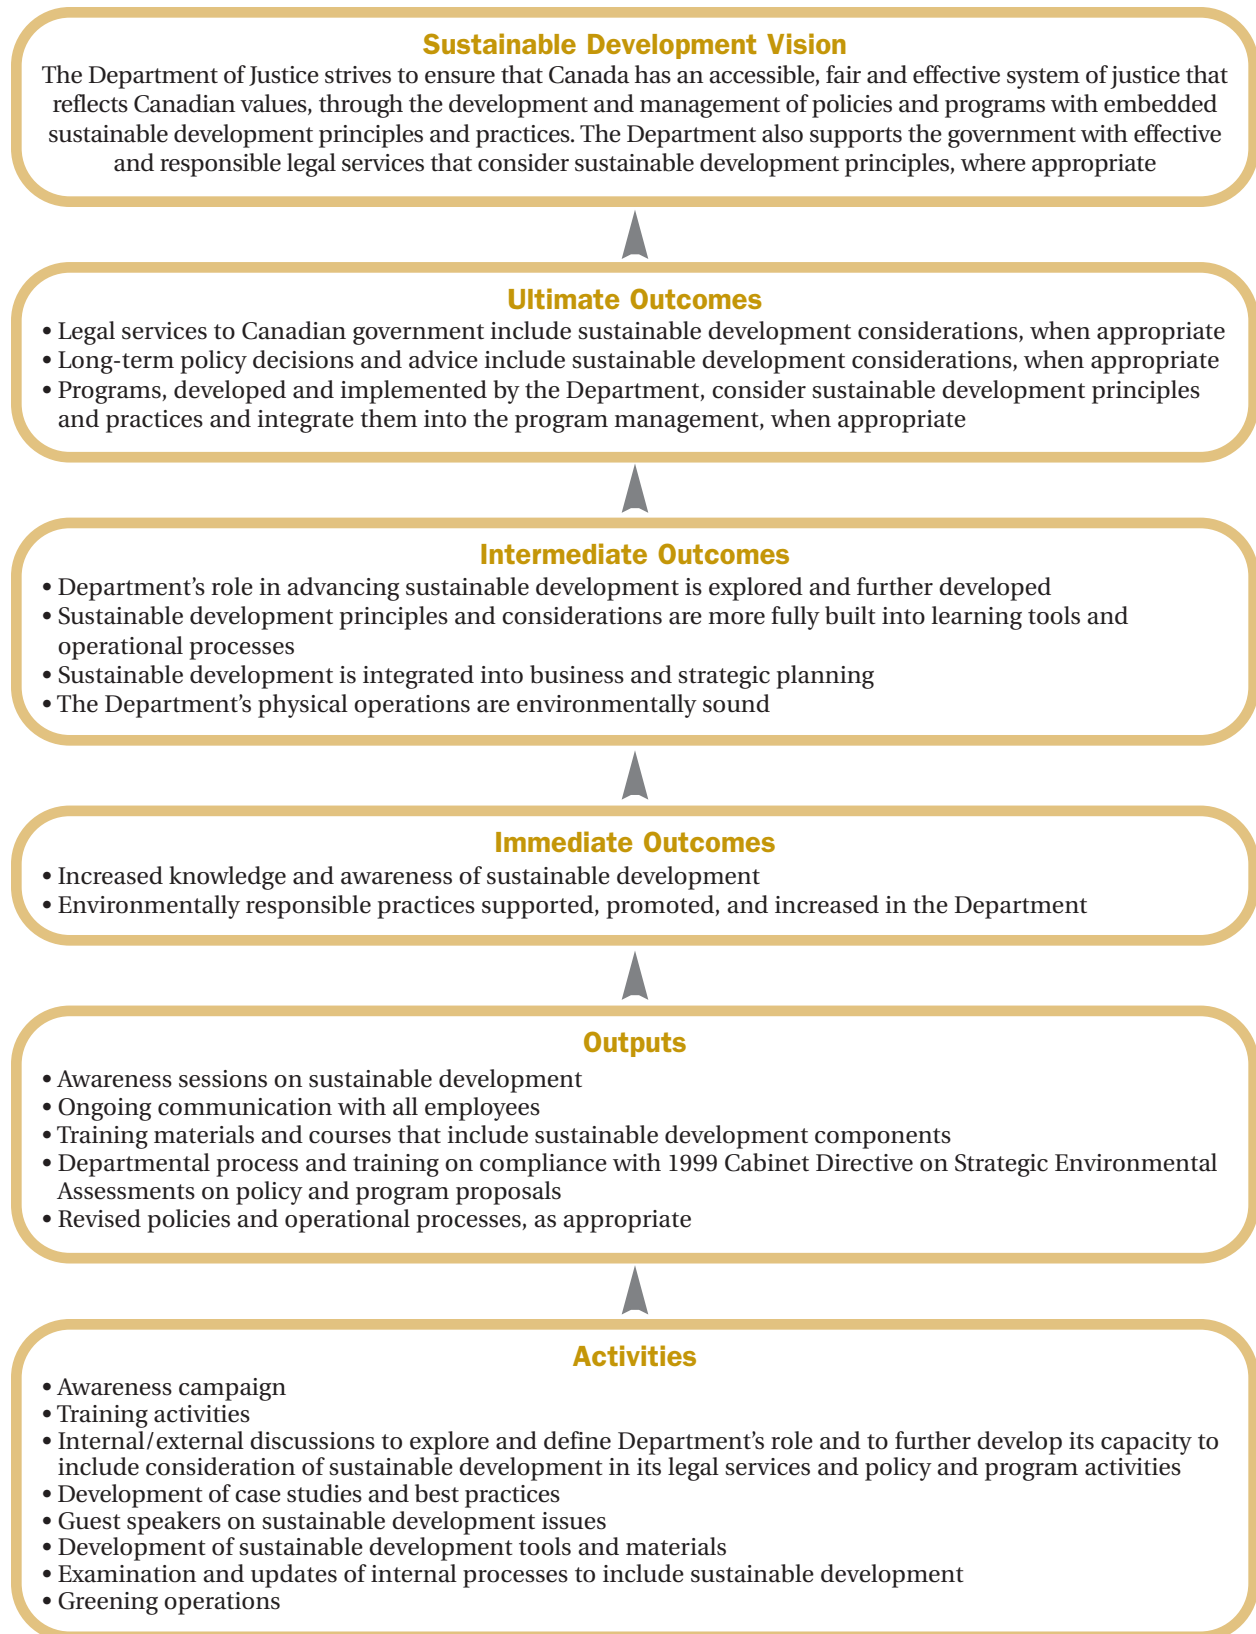 Sustainable Development Vision
The Department of Justice strives to ensure that Canada has an accessible, fair and effective system of justice that
reflects Canadian values, through the development and management of policies and programs with embedded
sustainable development principles and practices. The Department also supports the government with effective
and responsible legal services that consider sustainable development principles, where appropriate
Ultimate Outcomes
• Legal services to Canadian government include sustainable development considerations, when appropriate
• Long-term policy decisions and advice include sustainable development considerations, when appropriate
• Programs, developed and implemented by the Department, consider sustainable development principles
and practices and integrate them into the program management, when appropriate
Intermediate Outcomes
• Department’s role in advancing sustainable development is explored and further developed
• Sustainable development principles and considerations are more fully built into learning tools and
operational processes
• Sustainable development is integrated into business and strategic planning
• The Department’s physical operations are environmentally sound
Immediate Outcomes
• Increased knowledge and awareness of sustainable development
• Environmentally responsible practices supported, promoted, and increased in the Department
Outputs
• Awareness sessions on sustainable development
• Ongoing communication with all employees
• Training materials and courses that include sustainable development components
• Departmental process and training on compliance with 1999 Cabinet Directive on Strategic Environmental
Assessments on policy and program proposals
• Revised policies and operational processes, as appropriate
Activities
• Awareness campaign
• Training activities
• Internal/external discussions to explore and define Department’s role and to further develop its capacity to
include consideration of sustainable development in its legal services and policy and program activities
• Development of case studies and best practices
• Guest speakers on sustainable development issues
• Development of sustainable development tools and materials
• Examination and updates of internal processes to include sustainable development
• Greening operations